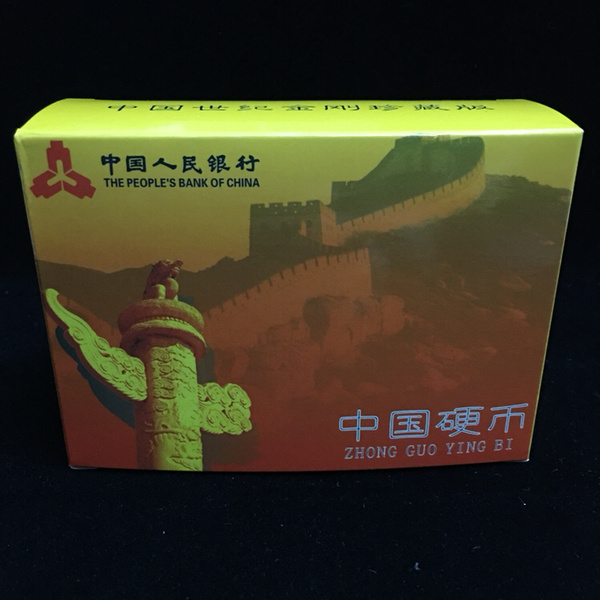 中国世纪金刚珍藏版
中国人民银行
THE PEOPLE'S BANK OF CHINA
中国硬币
ZHONG GUO YING BI